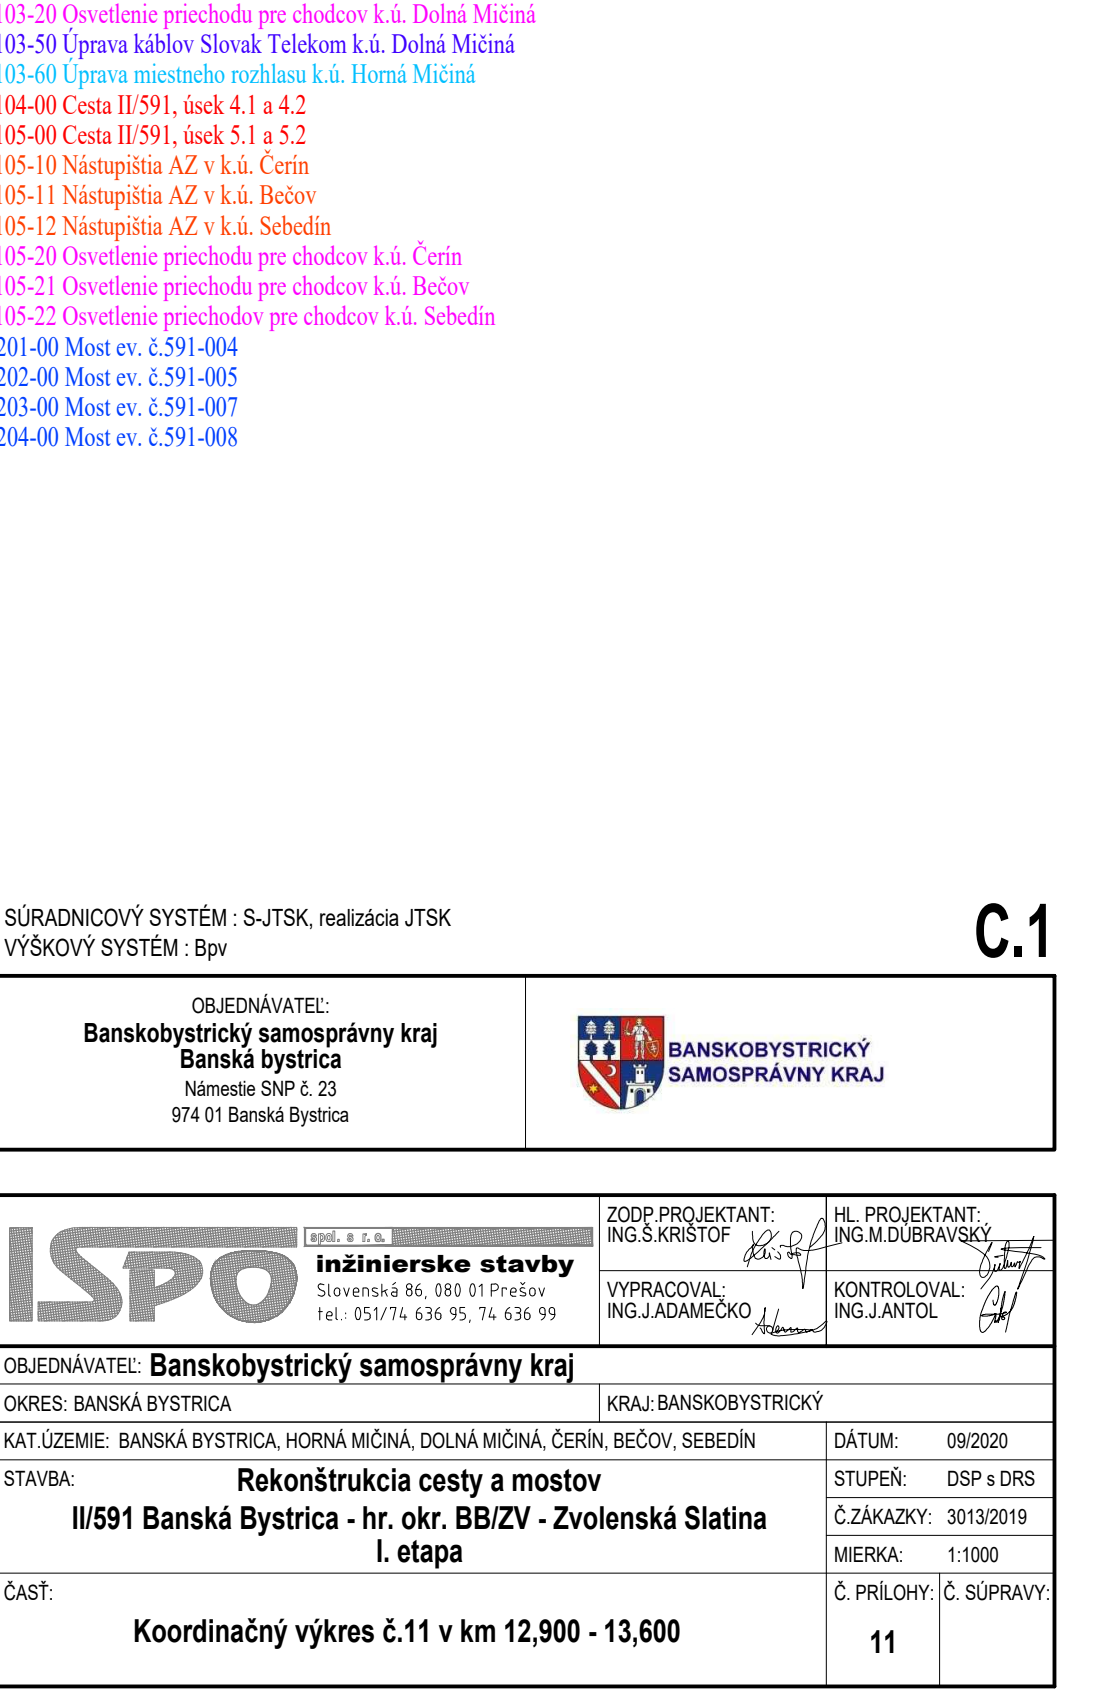 103-20 Osvetlenie priechodu pre chodcov k.ú. Dolná Mičiná
103-50 Úprava káblov Slovak Telekom k.ú. Dolná Mičiná
103-60 Úprava miestneho rozhlasu k.ú. Horná Mičiná
104-00 Cesta II/591, úsek 4.1 a 4.2
105-00 Cesta II/591, úsek 5.1 a 5.2
105-10 Nástupištia AZ v k.ú. Čerín
105-11 Nástupištia AZ v k.ú. Bečov
105-12 Nástupištia AZ v k.ú. Sebedín
105-20 Osvetlenie priechodu pre chodcov k.ú. Čerín
105-21 Osvetlenie priechodu pre chodcov k.ú. Bečov
105-22 Osvetlenie priechodov pre chodcov k.ú. Sebedín
201-00 Most ev. č.591-004
202-00 Most ev. č.591-005
203-00 Most ev. č.591-007
204-00 Most ev. č.591-008
SÚRADNICOVÝ SYSTÉM : S-JTSK, realizácia JTSK
VÝŠKOVÝ SYSTÉM : Bpv
C.1
OBJEDNÁVATEĽ:
Banskobystrický samosprávny kraj
Banská bystrica
Námestie SNP č. 23
974 01 Banská Bystrica
BANSKOBYSTRICKÝ
SAMOSPRÁVNY KRAJ
ISPO
spol. s r.o.
inžinierske stavby
Slovenská 86, 080 01 Prešov
tel.: 051/74 636 95, 74 636 99
ZODP.PROJEKTANT:
ING.Š.KRIŠTOF
HL. PROJEKTANT:
ING.M.DÚBRAVSKÝ
VYPRACOVAL:
ING.J.ADAMEČKO
KONTROLOVAL:
ING.J.ANTOL
OBJEDNÁVATEĽ: Banskobystrický samosprávny kraj
OKRES: BANSKÁ BYSTRICA
KRAJ: BANSKOBYSTRICKÝ
KAT.ÚZEMIE: BANSKÁ BYSTRICA, HORNÁ MIČINÁ, DOLNÁ MIČINÁ, ČERÍN, BEČOV, SEBEDÍN
DÁTUM: 09/2020
STAVBA: Rekonštrukcia cesty a mostov
II/591 Banská Bystrica - hr. okr. BB/ZV - Zvolenská Slatina
I. etapa
STUPEŇ: DSP s DRS
Č.ZÁKAZKY: 3013/2019
MIERKA: 1:1000
ČASŤ:
Koordinačný výkres č.11 v km 12,900 - 13,600
Č. PRÍLOHY: Č. SÚPRAVY:
11